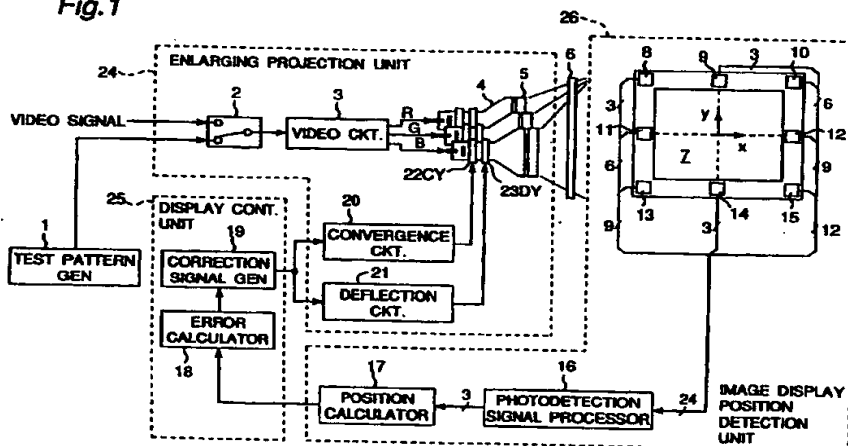 Fig.1
26
24
ENLARGING PROJECTION UNIT
2
3
4
5
6
8
9
3
10
VIDEO SIGNAL
VIDEO CKT.
R
G
B
3
6
y
x
11
12
7
22CY
23DY
6
9
25
DISPLAY CONT.
UNIT
20
CONVERGENCE
CKT.
13
14
15
1
TEST PATTERN
GEN
19
CORRECTION
SIGNAL GEN
9
3
12
21
DEFLECTION
CKT.
ERROR
CALCULATOR
18
17
POSITION
CALCULATOR
3
16
PHOTODETECTION
SIGNAL PROCESSOR
24
IMAGE DISPLAY
POSITION
DETECTION
UNIT